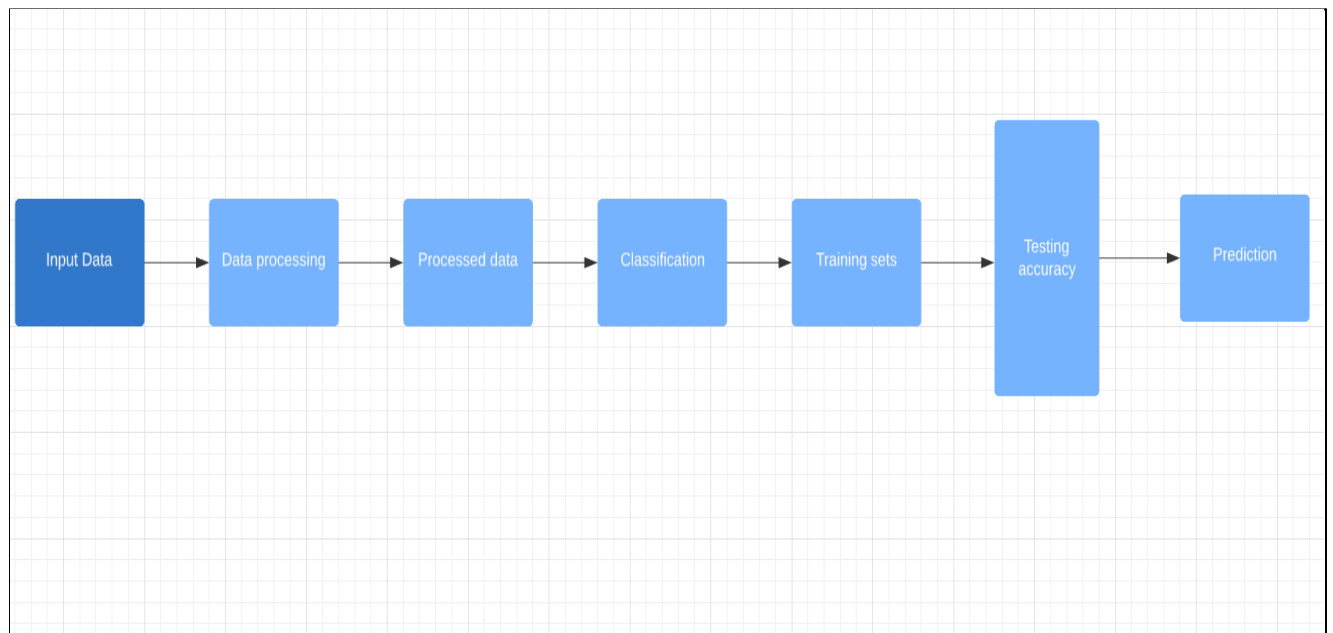 Input Data
Data processing
Processed data
Classification
Training sets
Testing
accuracy
Prediction